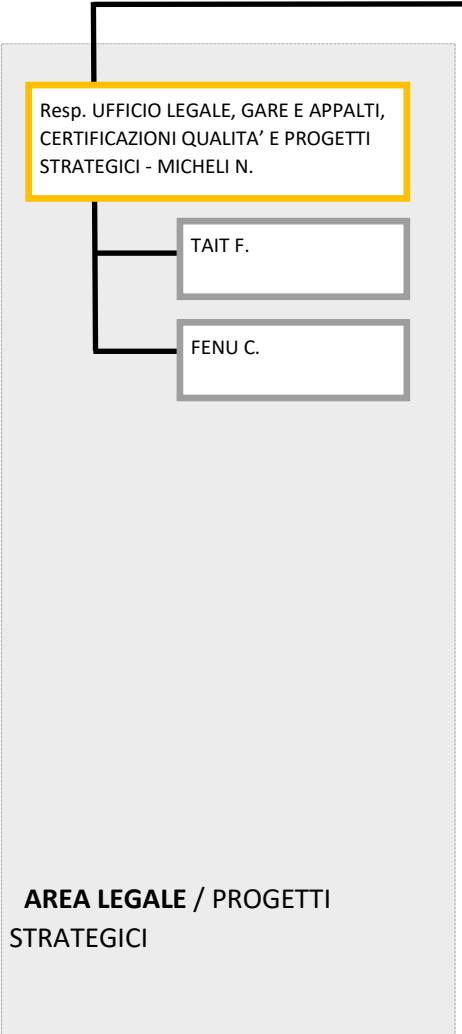 Resp. UFFICIO LEGALE, GARE E APPALTI,
CERTIFICAZIONI QUALITA’ E PROGETTI
STRATEGICI - MICHELI N.
TAIT F.
FENU C.
AREA LEGALE / PROGETTI
STRATEGICI